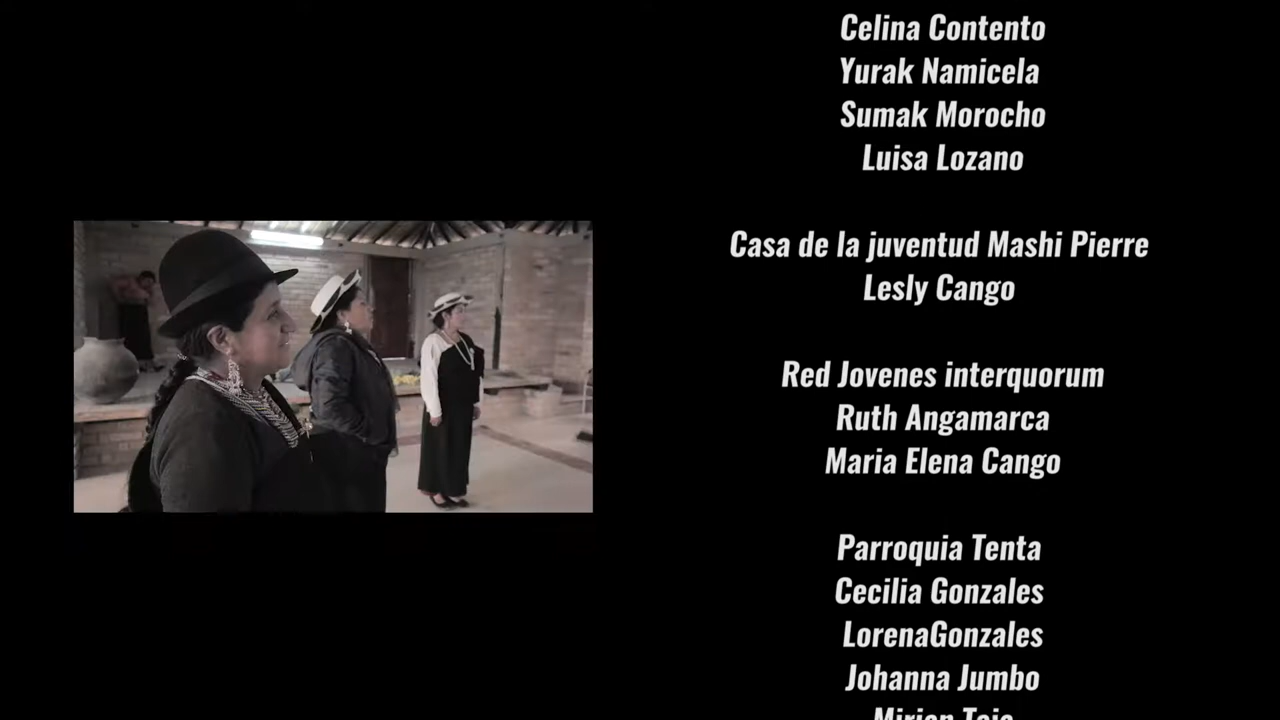 Celina Contento
Yurak Namicela
Sumak Morocho
Luisa Lozano
Casa de la juventud Mashi Pierre
Lesly Cango
Red Jovenes interquorum
Ruth Angamarca
Maria Elena Cango
Parroquia Tenta
Cecilia Gonzales
LorenaGonzales
Johanna Jumbo